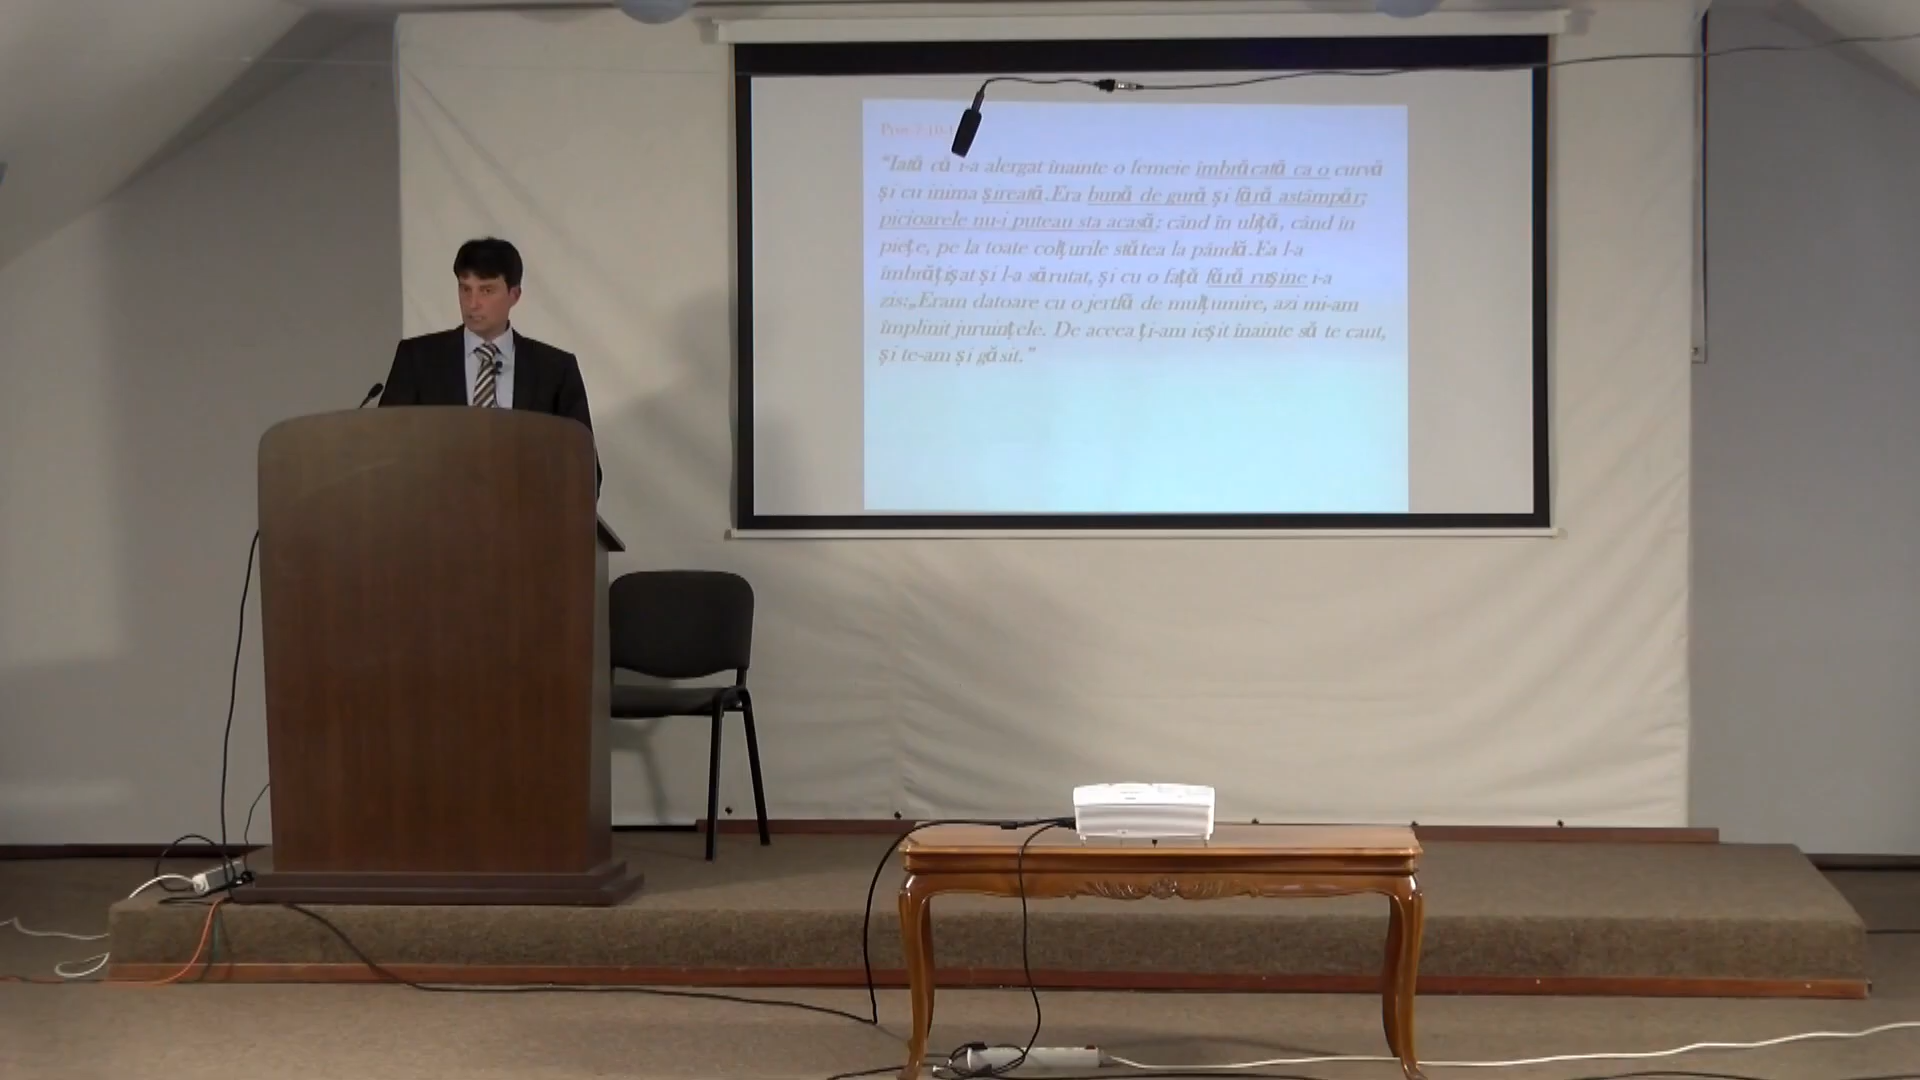 Prov 7:10-
“Iată că i-a alergat înainte o femeie îmbrăcată ca o curvă
și cu inima șireată.Era bună de gură și fără astâmpăr;
picioarele nu-i puteau sta acasă; când în uliță, când în
piețe, pe la toate colțurile stătea la pândă.Ea l-a
îmbrățișat și l-a sărutat, și cu o față fără rușine i-a
zis:„Eram datoare cu o jertfă de mulțumire, azi mi-am
împlinit juruințele. De aceea ți-am ieșit înainte să te caut,
și te-am și găsit.”